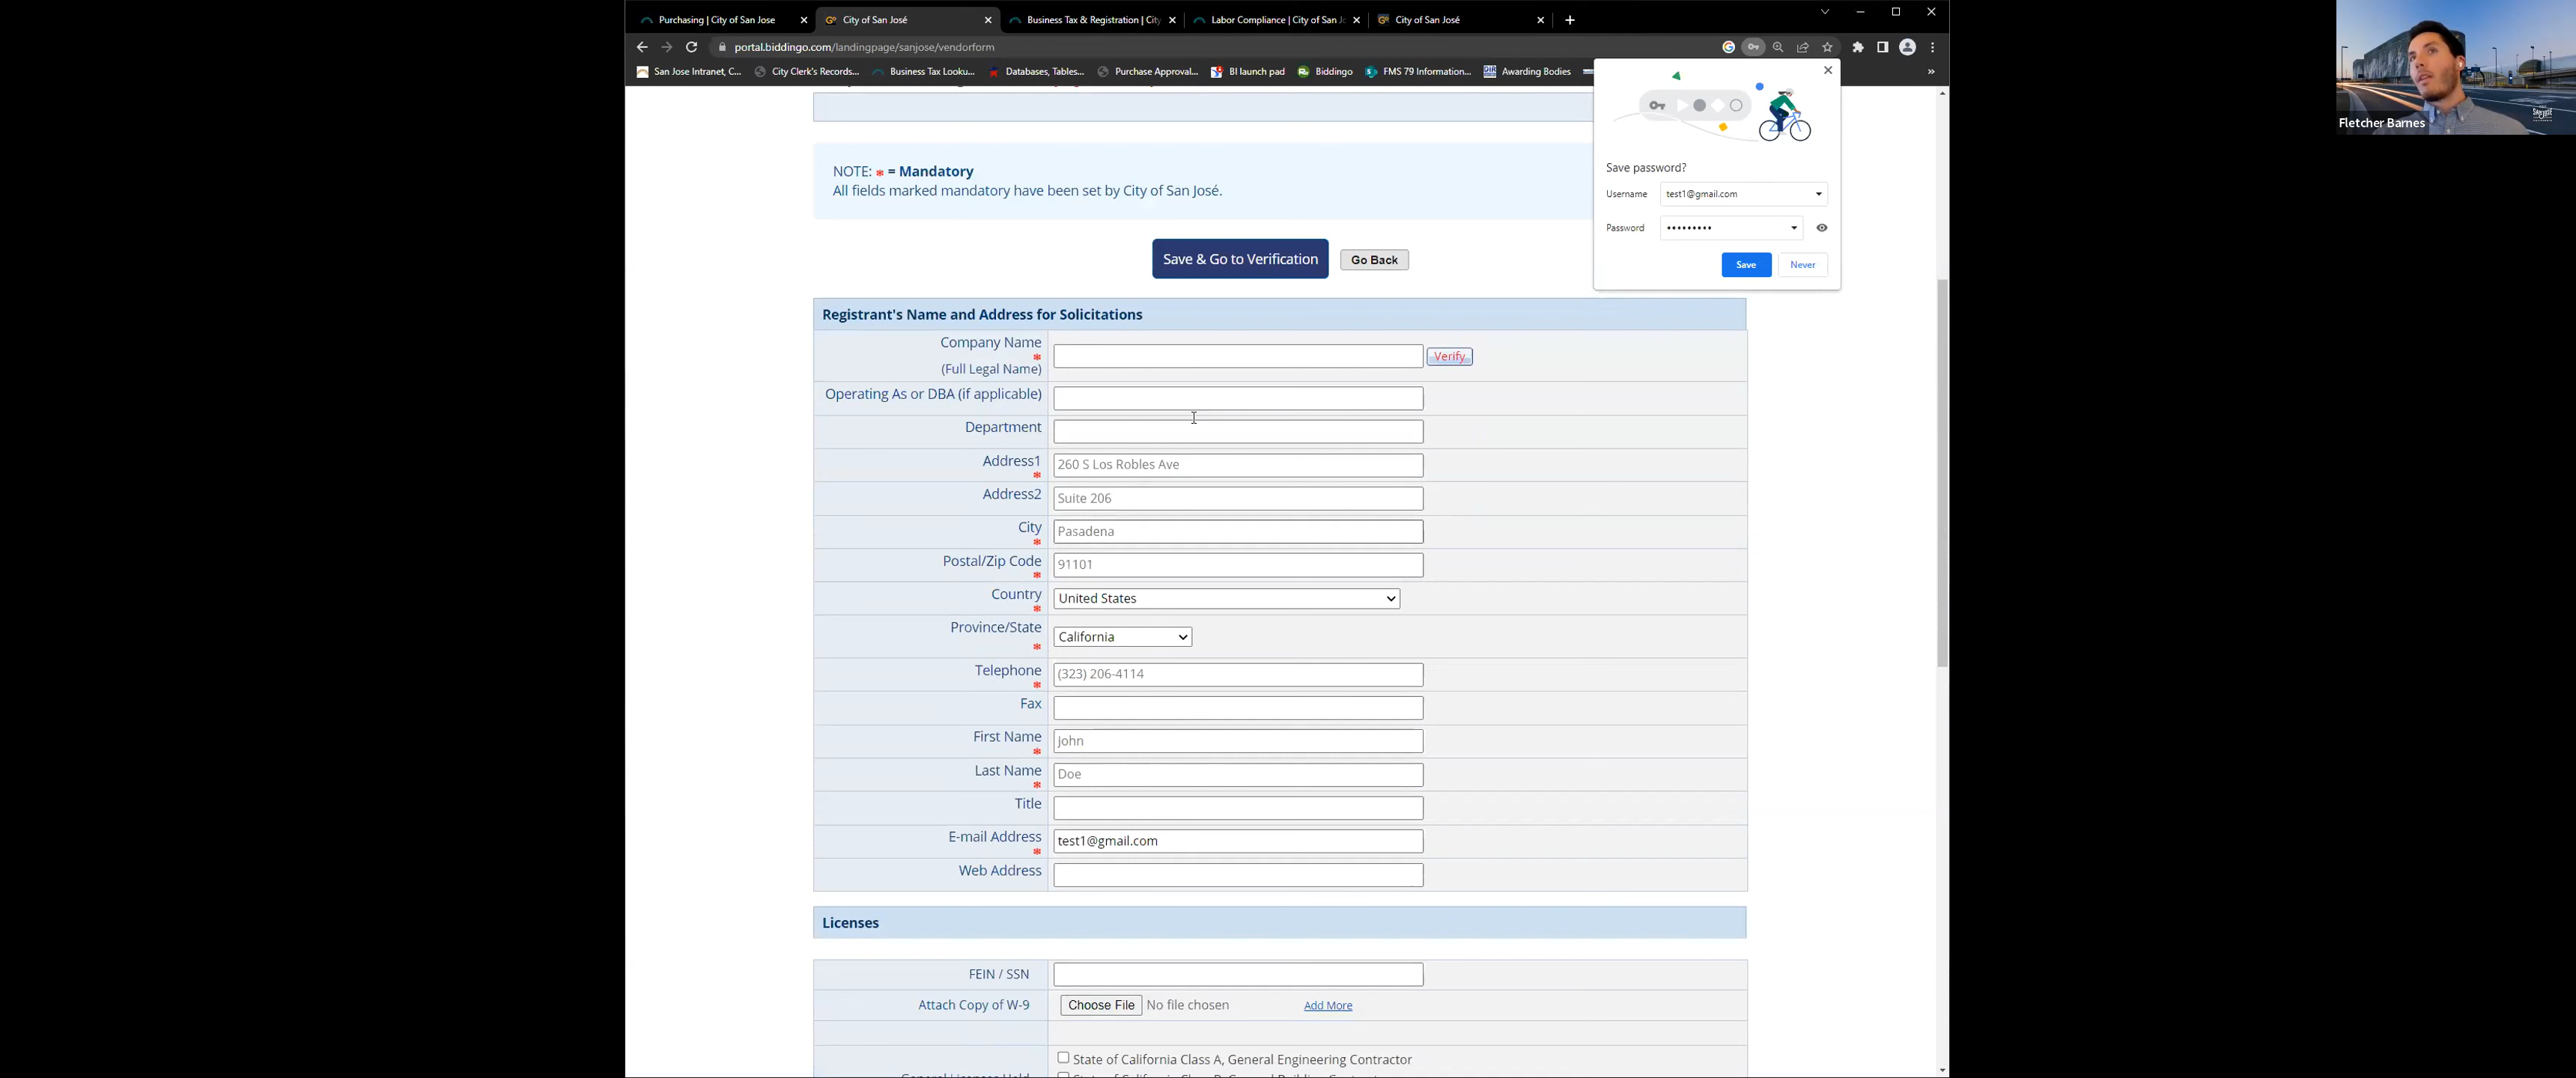 Purchasing | City of San Jose
City of San José
Business Tax & Registration | City
Labor Compliance | City of San Jo
City of San José
portal.biddingo.com/landingpage/sanjose/vendorform
San Jose Intranet, C...
City Clerk's Records...
Business Tax Looku...
Databases, Tables...
Purchase Approval...
BI launch pad
Biddingo
FMS 79 Information...
Awarding Bodies
Save password?
Username
test1@gmail.com
Password
•••••••••
Save
Never
Fletcher Barnes
NOTE: * = Mandatory
All fields marked mandatory have been set by City of San José.
Save & Go to Verification
Go Back
Registrant's Name and Address for Solicitations
Company Name
*
(Full Legal Name)
Verify
Operating As or DBA (if applicable)
Department
Address1
*
260 S Los Robles Ave
Address2
Suite 206
City
*
Pasadena
Postal/Zip Code
*
91101
Country
*
United States
Province/State
*
California
Telephone
*
(323) 206-4114
Fax
First Name
*
John
Last Name
*
Doe
Title
E-mail Address
*
test1@gmail.com
Web Address
Licenses
FEIN / SSN
Attach Copy of W-9
Choose File No file chosen
Add More
State of California Class A, General Engineering Contractor